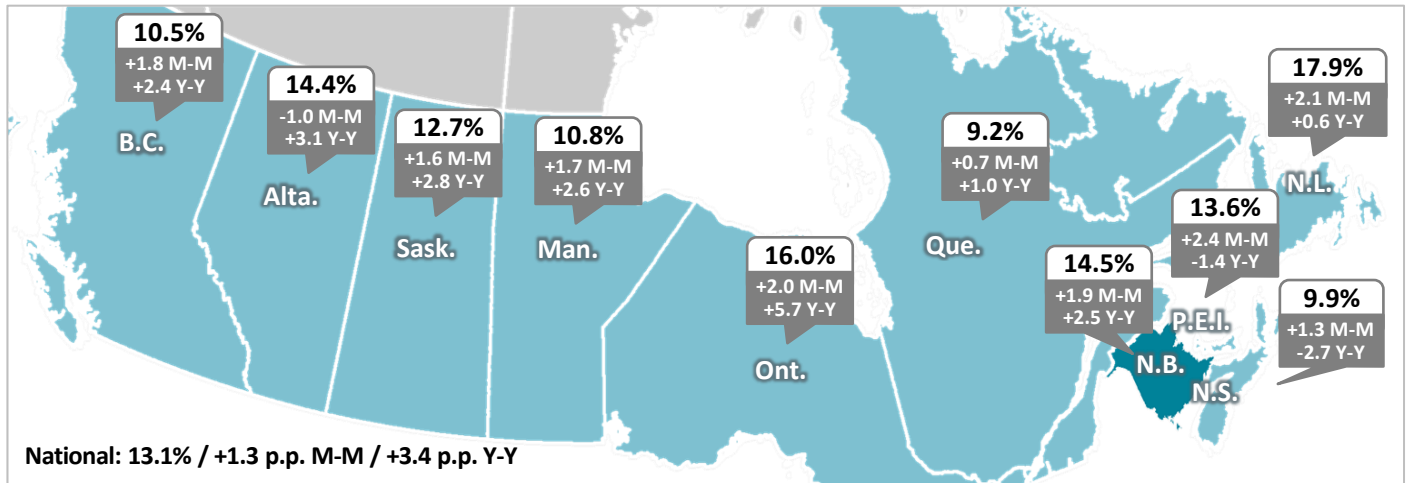 10.5%
+1.8 M-M
+2.4 Y-Y
B.C.
14.4%
-1.0 M-M
+3.1 Y-Y
Alta.
12.7%
+1.6 M-M
+2.8 Y-Y
Sask.
10.8%
+1.7 M-M
+2.6 Y-Y
Man.
16.0%
+2.0 M-M
+5.7 Y-Y
Ont.
9.2%
+0.7 M-M
+1.0 Y-Y
Que.
17.9%
+2.1 M-M
+0.6 Y-Y
N.L.
13.6%
+2.4 M-M
-1.4 Y-Y
P.E.I.
14.5%
+1.9 M-M
+2.5 Y-Y
N.B.
9.9%
+1.3 M-M
-2.7 Y-Y
N.S.
National: 13.1% / +1.3 p.p. M-M / +3.4 p.p. Y-Y